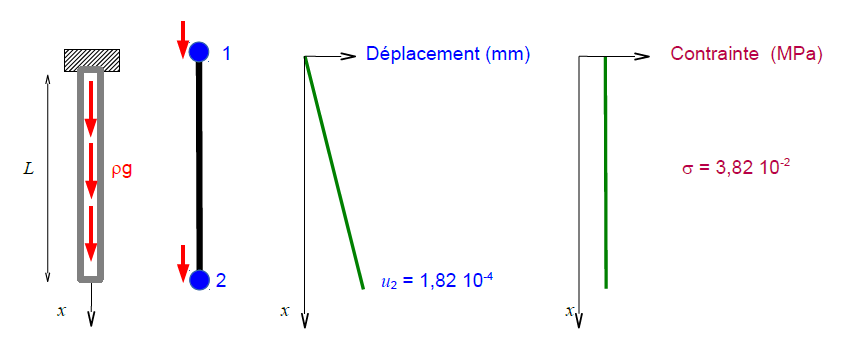 1
Déplacement (mm)
Contrainte (MPa)
L
ρg
σ = 3,82 10⁻²
2
u₂ = 1,82 10⁻⁴
x
x
x